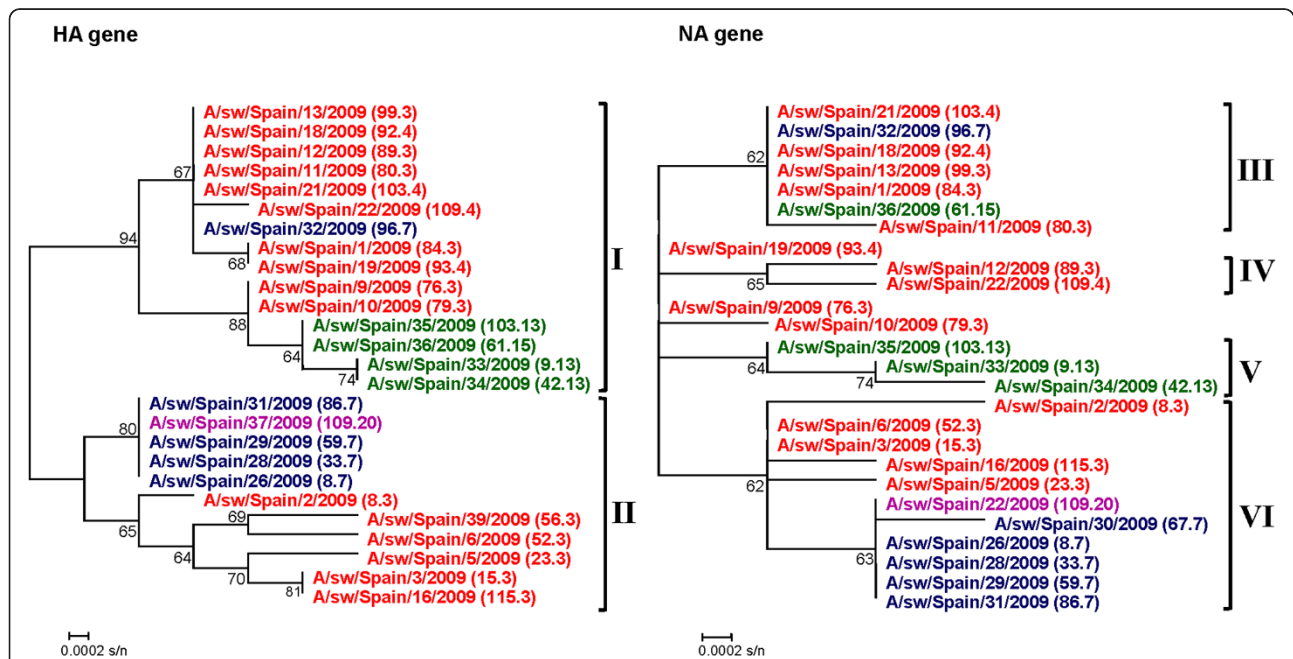 HA gene
A/sw/Spain/13/2009 (99.3)
A/sw/Spain/18/2009 (92.4)
A/sw/Spain/12/2009 (89.3)
67
A/sw/Spain/11/2009 (80.3)
A/sw/Spain/21/2009 (103.4)
A/sw/Spain/22/2009 (109.4)
A/sw/Spain/32/2009 (96.7)
94
A/sw/Spain/1/2009 (84.3)
68
A/sw/Spain/19/2009 (93.4)
I
A/sw/Spain/9/2009 (76.3)
A/sw/Spain/10/2009 (79.3)
88
A/sw/Spain/35/2009 (103.13)
A/sw/Spain/36/2009 (61.15)
64
A/sw/Spain/33/2009 (9.13)
74
A/sw/Spain/34/2009 (42.13)
A/sw/Spain/31/2009 (86.7)
A/sw/Spain/37/2009 (109.20)
80
A/sw/Spain/29/2009 (59.7)
A/sw/Spain/28/2009 (33.7)
A/sw/Spain/26/2009 (8.7)
A/sw/Spain/2/2009 (8.3)
II
69
A/sw/Spain/39/2009 (56.3)
65
A/sw/Spain/6/2009 (52.3)
64
A/sw/Spain/5/2009 (23.3)
70
A/sw/Spain/3/2009 (15.3)
81
A/sw/Spain/16/2009 (115.3)
0.0002 s/n
NA gene
A/sw/Spain/21/2009 (103.4)
A/sw/Spain/32/2009 (96.7)
62
A/sw/Spain/18/2009 (92.4)
III
A/sw/Spain/13/2009 (99.3)
A/sw/Spain/1/2009 (84.3)
A/sw/Spain/36/2009 (61.15)
A/sw/Spain/11/2009 (80.3)
A/sw/Spain/19/2009 (93.4)
A/sw/Spain/12/2009 (89.3)
IV
65
A/sw/Spain/22/2009 (109.4)
A/sw/Spain/9/2009 (76.3)
A/sw/Spain/10/2009 (79.3)
A/sw/Spain/35/2009 (103.13)
64
A/sw/Spain/33/2009 (9.13)
V
74
A/sw/Spain/34/2009 (42.13)
A/sw/Spain/2/2009 (8.3)
A/sw/Spain/6/2009 (52.3)
A/sw/Spain/3/2009 (15.3)
A/sw/Spain/16/2009 (115.3)
62
A/sw/Spain/5/2009 (23.3)
A/sw/Spain/22/2009 (109.20)
VI
A/sw/Spain/30/2009 (67.7)
A/sw/Spain/26/2009 (8.7)
63
A/sw/Spain/28/2009 (33.7)
A/sw/Spain/29/2009 (59.7)
A/sw/Spain/31/2009 (86.7)
0.0002 s/n